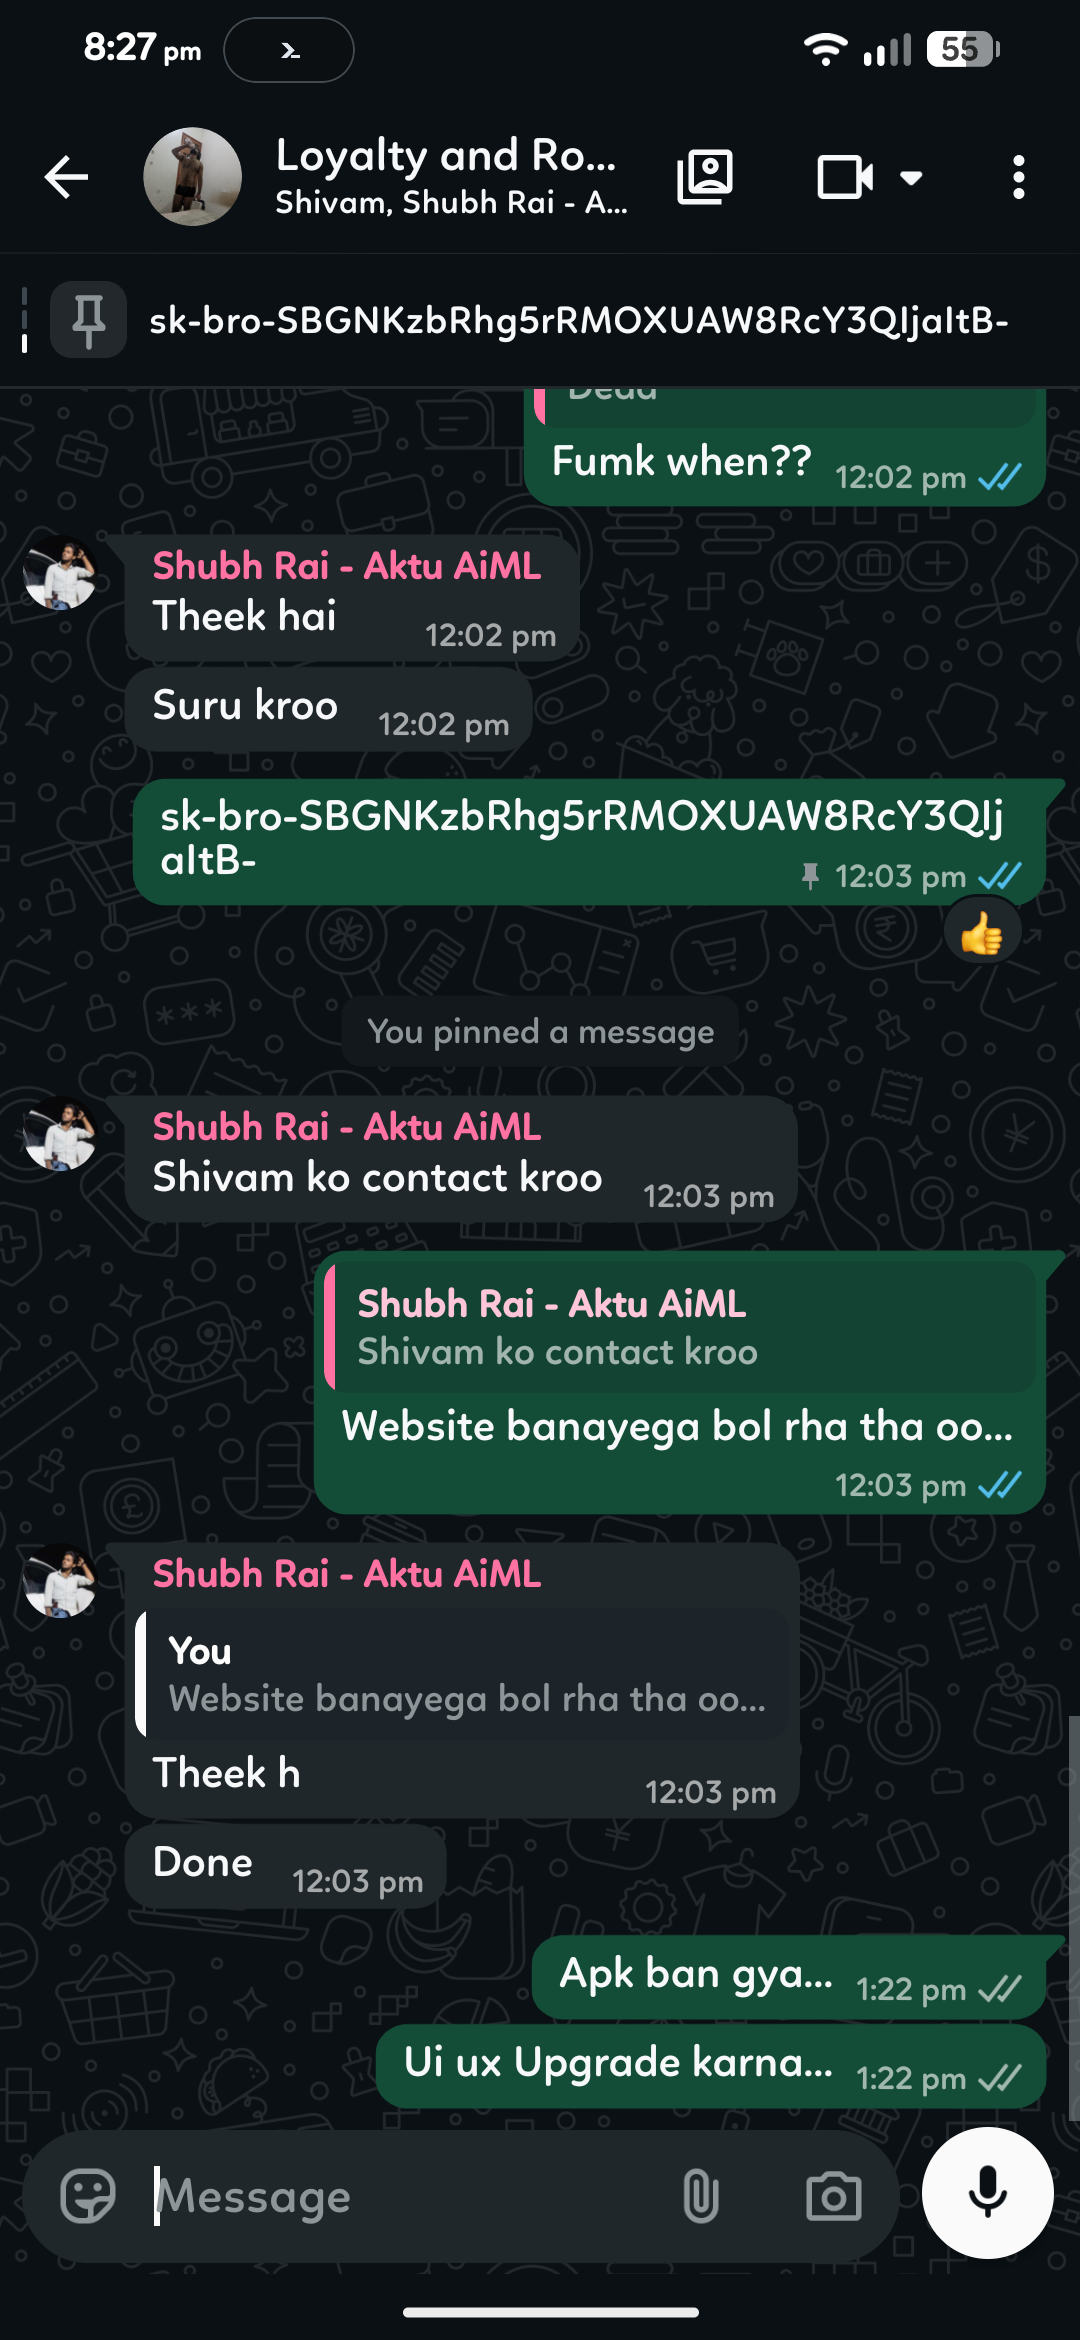 8:27 pm
55
Loyalty and Ro...
Shivam, Shubh Rai - A...
sk-bro-SBGNKzbRhg5rRMOXUAW8RcY3QIjaItB-
Dead
Fumk when??
12:02 pm
Shubh Rai - Aktu AiML
Theek hai
12:02 pm
Suru kroo
12:02 pm
sk-bro-SBGNKzbRhg5rRMOXUAW8RcY3QIj
aItB-
12:03 pm
You pinned a message
Shubh Rai - Aktu AiML
Shivam ko contact kroo
12:03 pm
Shubh Rai - Aktu AiML
Shivam ko contact kroo
Website banayega bol rha tha oo...
12:03 pm
Shubh Rai - Aktu AiML
You
Website banayega bol rha tha oo...
Theek h
12:03 pm
Done
12:03 pm
Apk ban gya...
1:22 pm
Ui ux Upgrade karna...
1:22 pm
Message